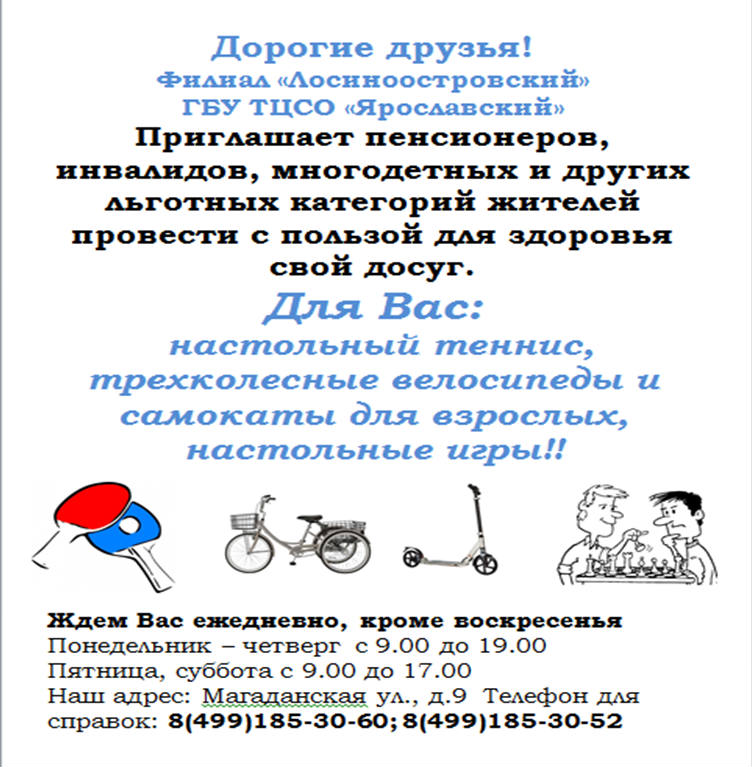 Дорогие друзья!
Филиал «Лосиноостровский»
ГБУ ТЦСО «Ярославский»
Приглашает пенсионеров,
инвалидов, многодетных и других
льготных категорий жителей
провести с пользой для здоровья
свой досуг.
Для Вас:
настольный теннис,
трехколесные велосипеды и
самокаты для взрослых,
настольные игры!!
Ждем Вас ежедневно, кроме воскресенья
Понедельник – четверг с 9.00 до 19.00
Пятница, суббота с 9.00 до 17.00
Наш адрес: Магаданская ул., д.9 Телефон для
справок: 8(499)185-30-60; 8(499)185-30-52